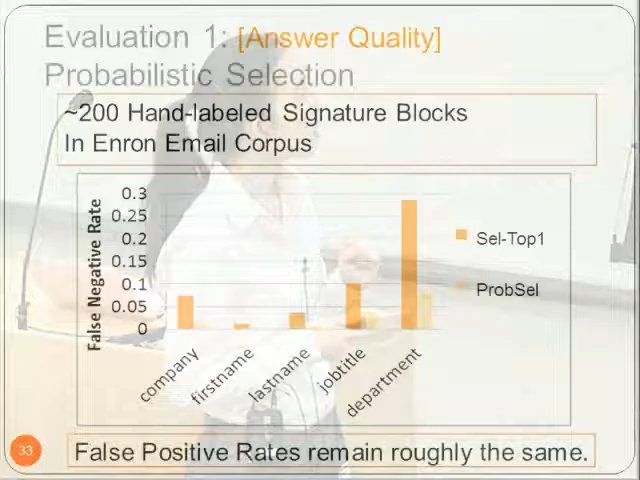 Evaluation 1: [Answer Quality]
Probabilistic Selection
~200 Hand-labeled Signature Blocks
In Enron Email Corpus
False Negative Rate
0.3
0.25
0.2
0.15
0.1
0.05
0
company
firstname
lastname
jobtitle
department
Sel-Top1
ProbSel
33
False Positive Rates remain roughly the same.